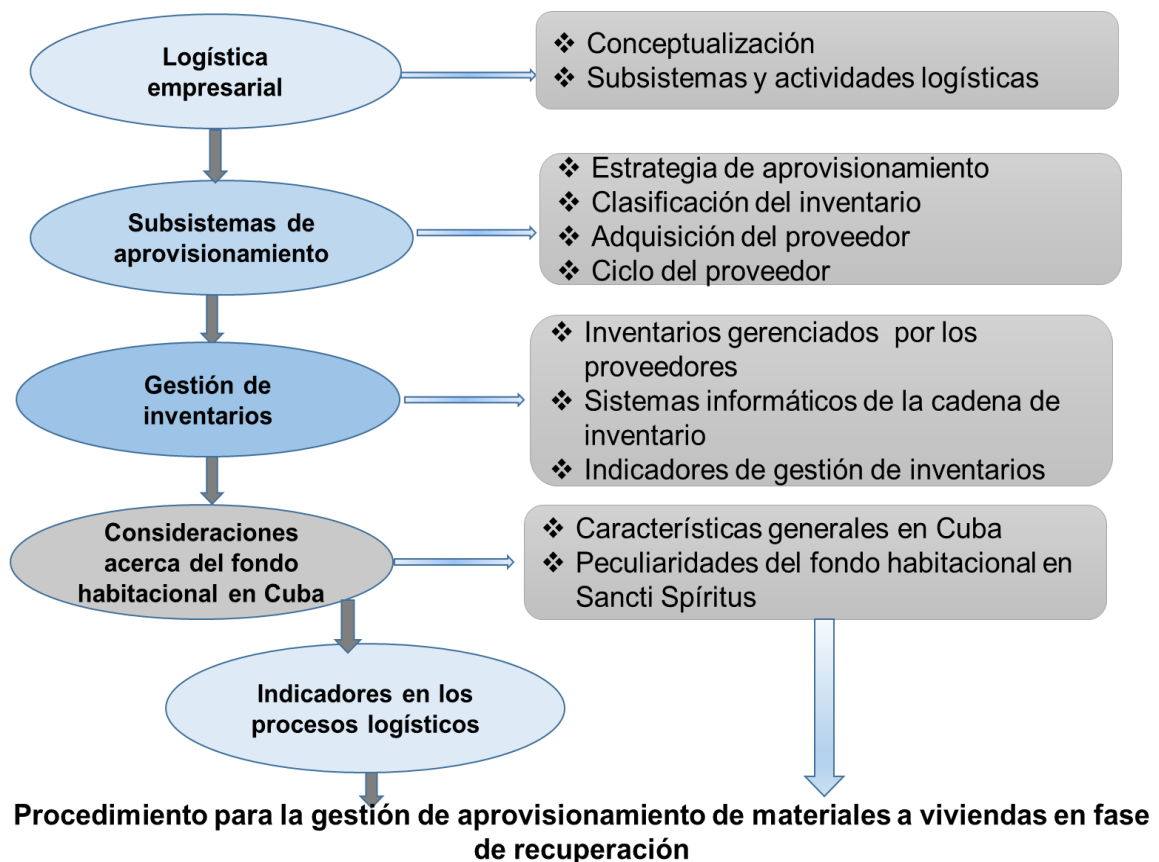 Logística
empresarial
❖ Conceptualización
❖ Subsistemas y actividades logísticas
Subsistemas de
aprovisionamiento
❖ Estrategia de aprovisionamiento
❖ Clasificación del inventario
❖ Adquisición del proveedor
❖ Ciclo del proveedor
Gestión de
inventarios
❖ Inventarios gerenciados por los
proveedores
❖ Sistemas informáticos de la cadena de
inventario
❖ Indicadores de gestión de inventarios
Consideraciones
acerca del fondo
habitacional en Cuba
❖ Características generales en Cuba
❖ Peculiaridades del fondo habitacional en
Sancti Spíritus
Indicadores en los
procesos logísticos
Procedimiento para la gestión de aprovisionamiento de materiales a viviendas en fase
de recuperación